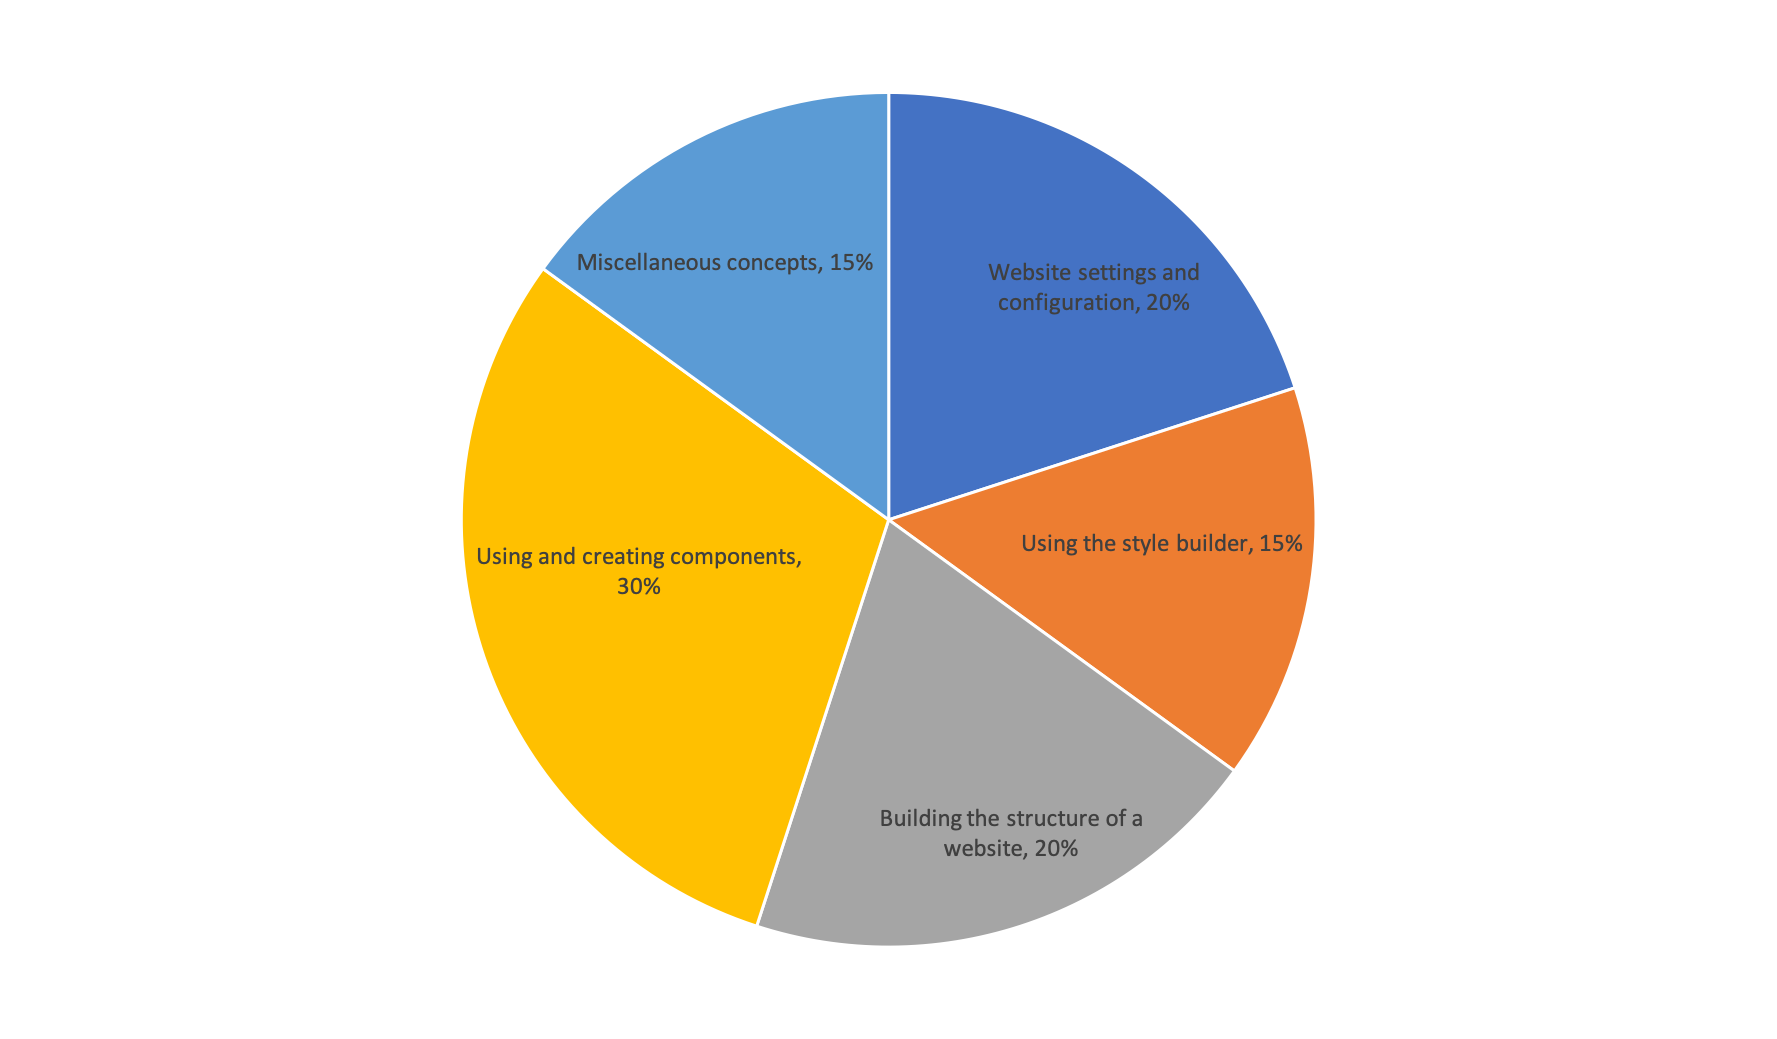 Miscellaneous concepts, 15%
Website settings and
configuration, 20%
Using the style builder, 15%
Using and creating components,
30%
Building the structure of a
website, 20%